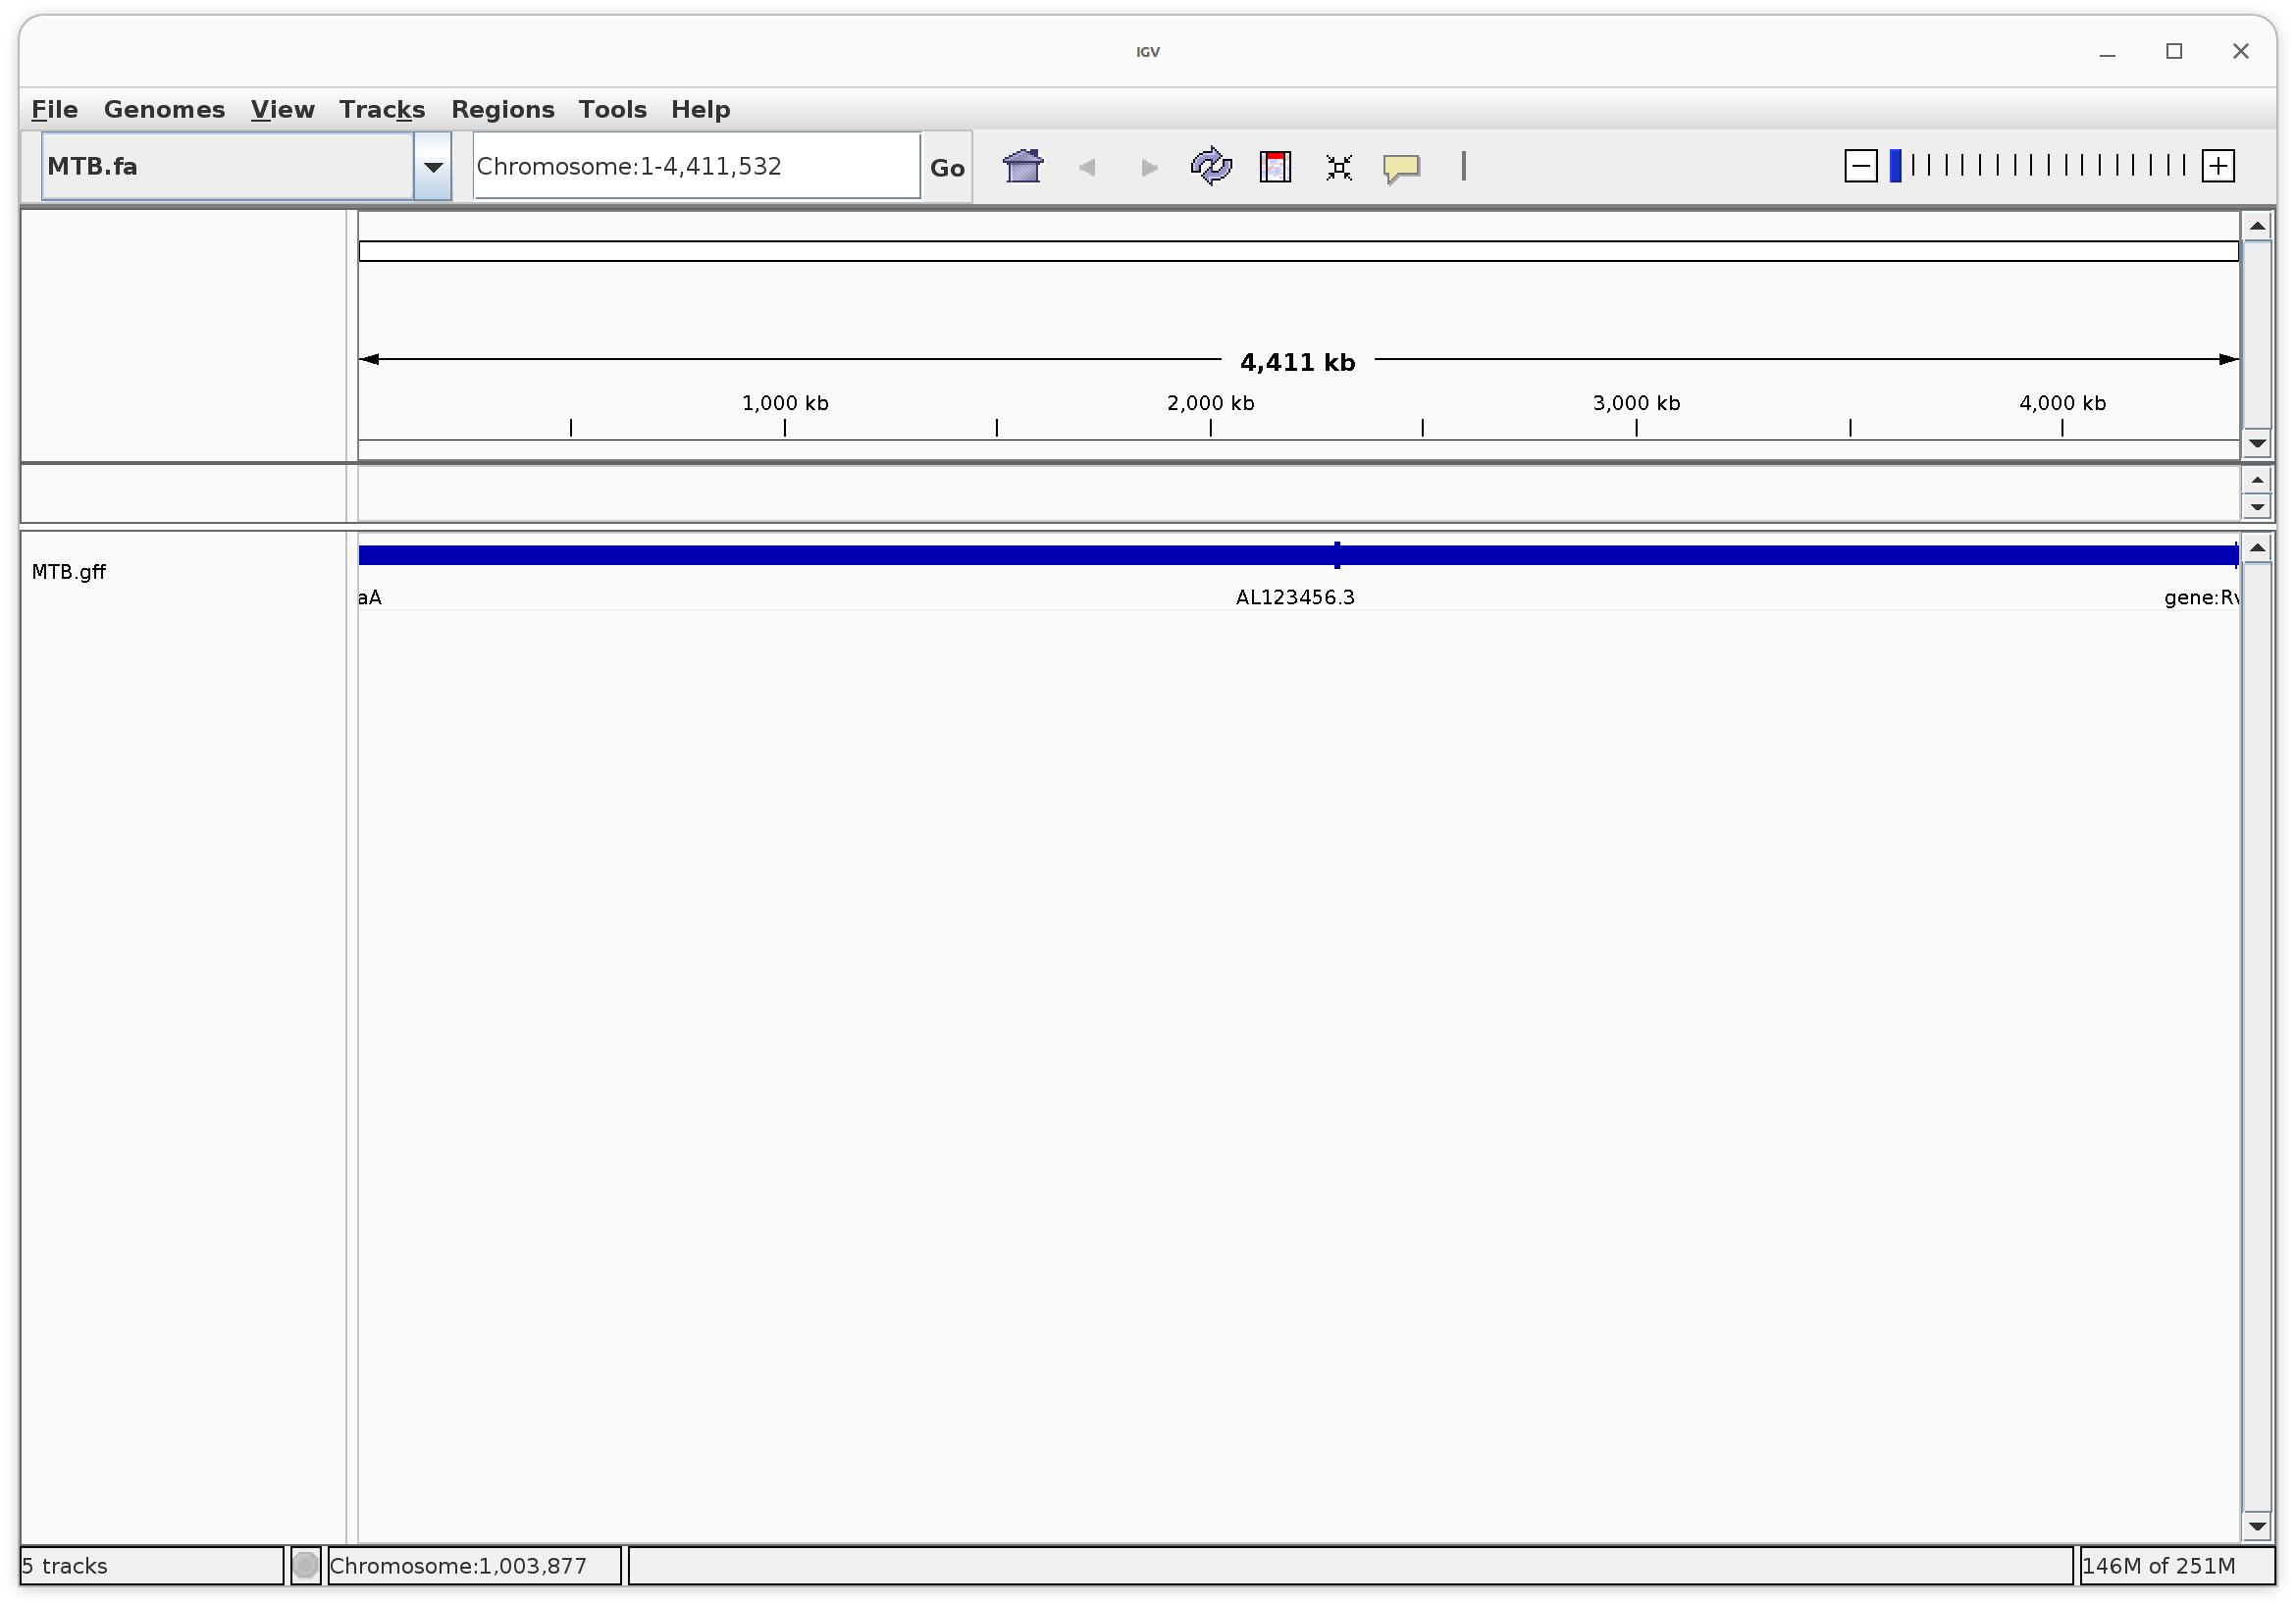 IGV
File Genomes View Tracks Regions Tools Help
MTB.fa Chromosome:1-4,411,532 Go
4,411 kb
1,000 kb 2,000 kb 3,000 kb 4,000 kb
MTB.gff
aA AL123456.3 gene:Rv
5 tracks Chromosome:1,003,877 146M of 251M